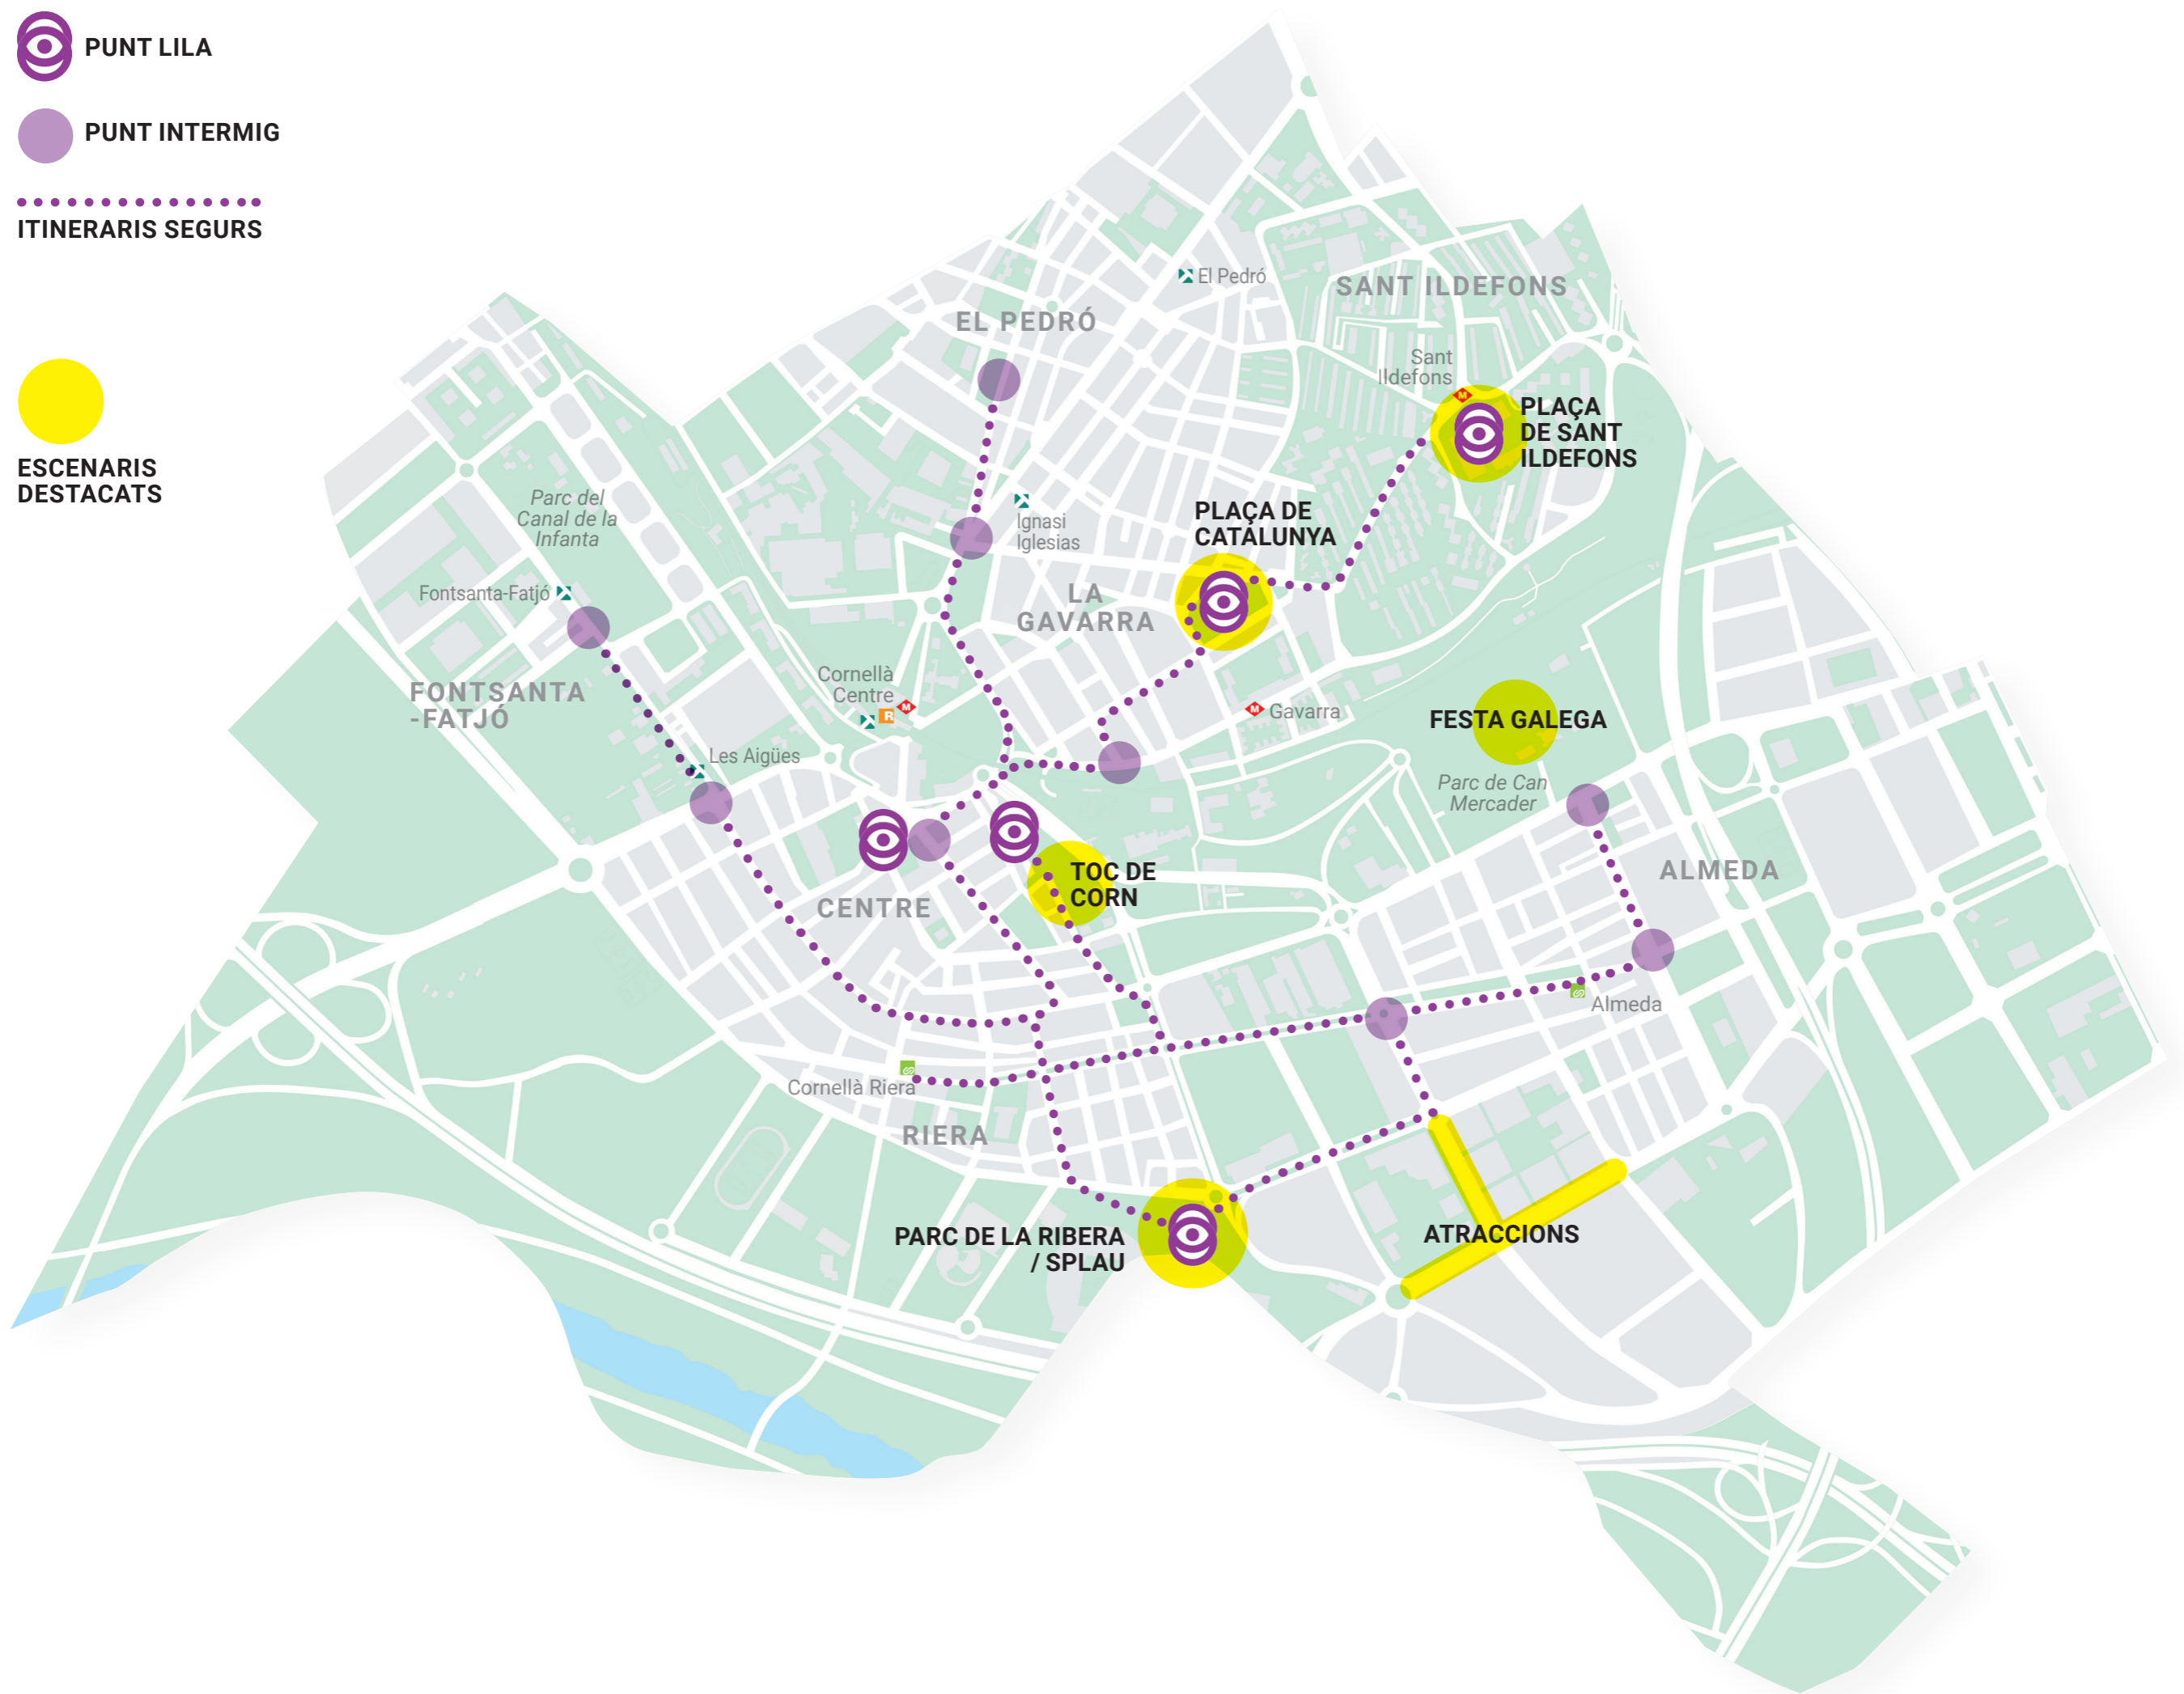 PUNT LILA
PUNT INTERMIG
ITINERARIS SEGURS
ESCENARIS
DESTACATS
El Pedró
SANT ILDEFONS
EL PEDRÓ
Sant
Ildefons
PLAÇA
DE SANT
ILDEFONS
M
Parc del
Canal de la
Infanta
PLAÇA DE
CATALUNYA
Ignasi
Iglesias
Fontsanta-Fatjó
LA
GAVARRA
FONTSANTA
-FATJÓ
Cornellà
Centre
R
M
M
Gavarra
FESTA GALEGA
Les Aigües
Parc de Can
Mercader
TOC DE
CORN
ALMEDA
CENTRE
Almeda
Cornellà Riera
RIERA
PARC DE LA RIBERA
/ SPLAU
ATRACCIONS